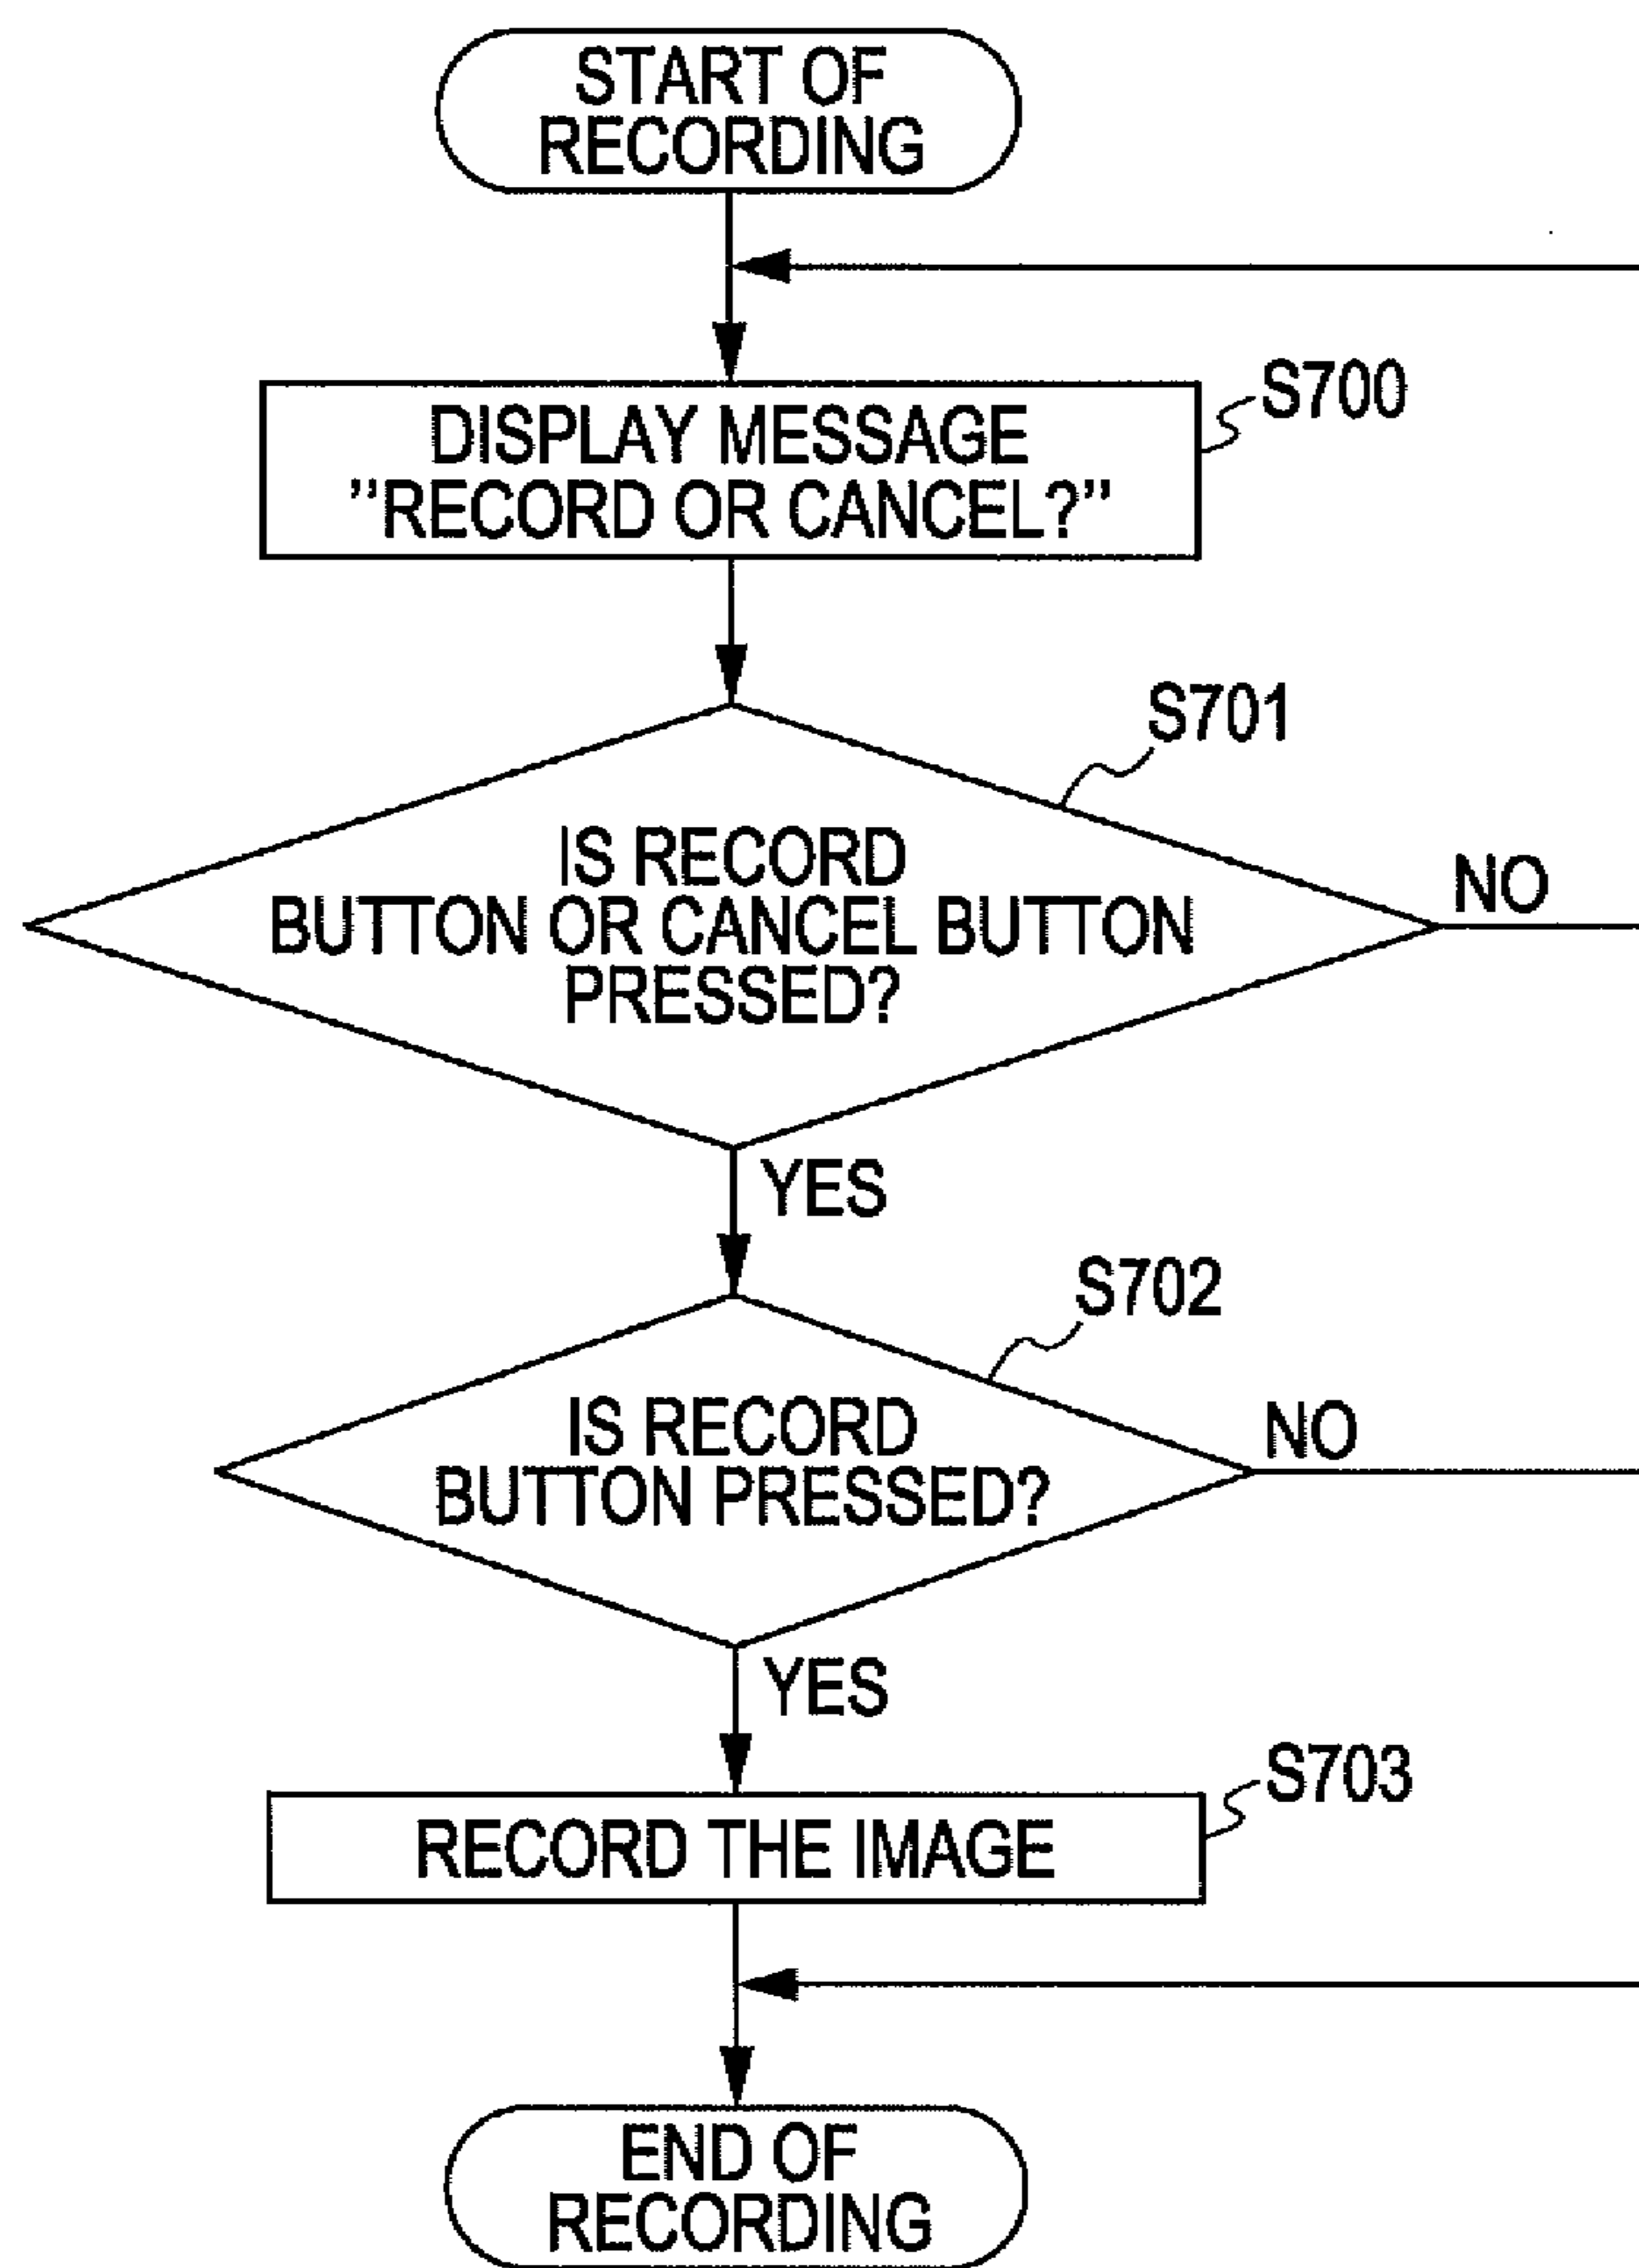 START OF
RECORDING
S700
DISPLAY MESSAGE
"RECORD OR CANCEL?"
S701
IS RECORD
BUTTON OR CANCEL BUTTON
PRESSED?
NO
YES
S702
IS RECORD
BUTTON PRESSED?
NO
YES
S703
RECORD THE IMAGE
END OF
RECORDING